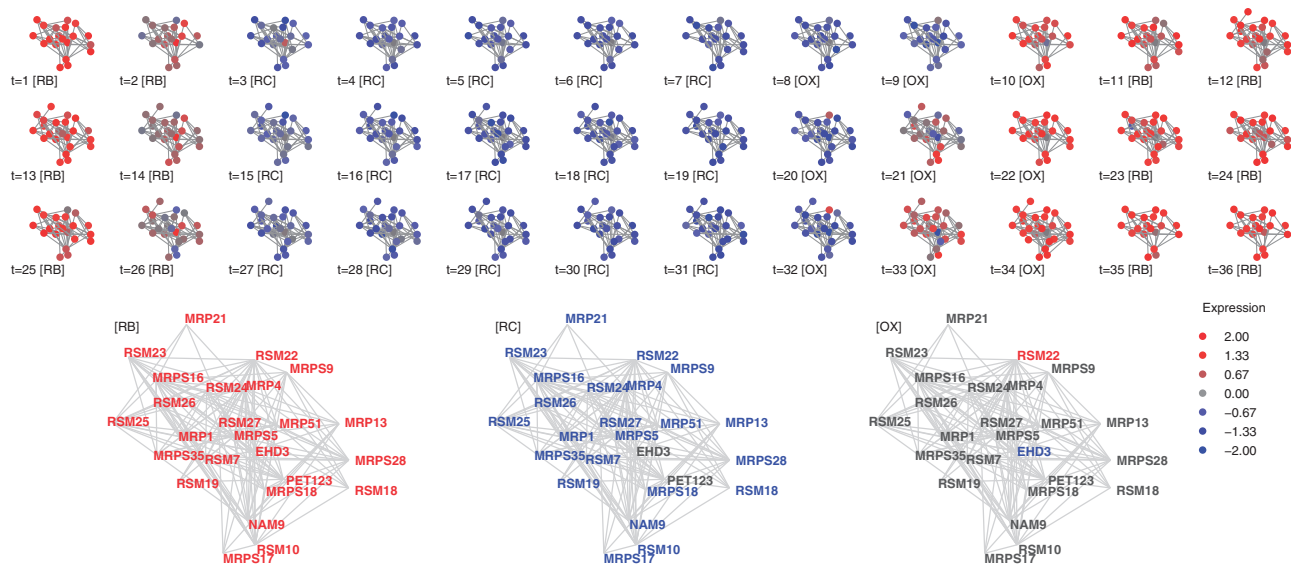 t=1 [RB] t=2 [RB] t=3 [RC] t=4 [RC] t=5 [RC] t=6 [RC] t=7 [RC] t=8 [OX] t=9 [OX] t=10 [OX] t=11 [RB] t=12 [RB]
t=13 [RB] t=14 [RB] t=15 [RC] t=16 [RC] t=17 [RC] t=18 [RC] t=19 [RC] t=20 [OX] t=21 [OX] t=22 [OX] t=23 [RB] t=24 [RB]
t=25 [RB] t=26 [RB] t=27 [RC] t=28 [RC] t=29 [RC] t=30 [RC] t=31 [RC] t=32 [OX] t=33 [OX] t=34 [OX] t=35 [RB] t=36 [RB]
[RB]
MRP21
RSM23
RSM22
MRPS9
MRPS16
RSM24
MRP4
RSM26
RSM25
RSM27
MRP51
MRP13
MRP1
MRPS5
MRPS35
RSM7
EHD3
MRPS28
RSM19
PET123
MRPS18
RSM18
NAM9
RSM10
MRPS17
[RC]
MRP21
RSM23
RSM22
MRPS9
MRPS16
RSM24
MRP4
RSM26
RSM25
RSM27
MRP51
MRP13
MRP1
MRPS5
MRPS35
RSM7
EHD3
MRPS28
RSM19
PET123
MRPS18
RSM18
NAM9
RSM10
MRPS17
[OX]
MRP21
RSM23
RSM22
MRPS9
MRPS16
RSM24
MRP4
RSM26
RSM25
RSM27
MRP51
MRP13
MRP1
MRPS5
MRPS35
RSM7
EHD3
MRPS28
RSM19
PET123
MRPS18
RSM18
NAM9
RSM10
MRPS17
Expression
2.00
1.33
0.67
0.00
−0.67
−1.33
−2.00